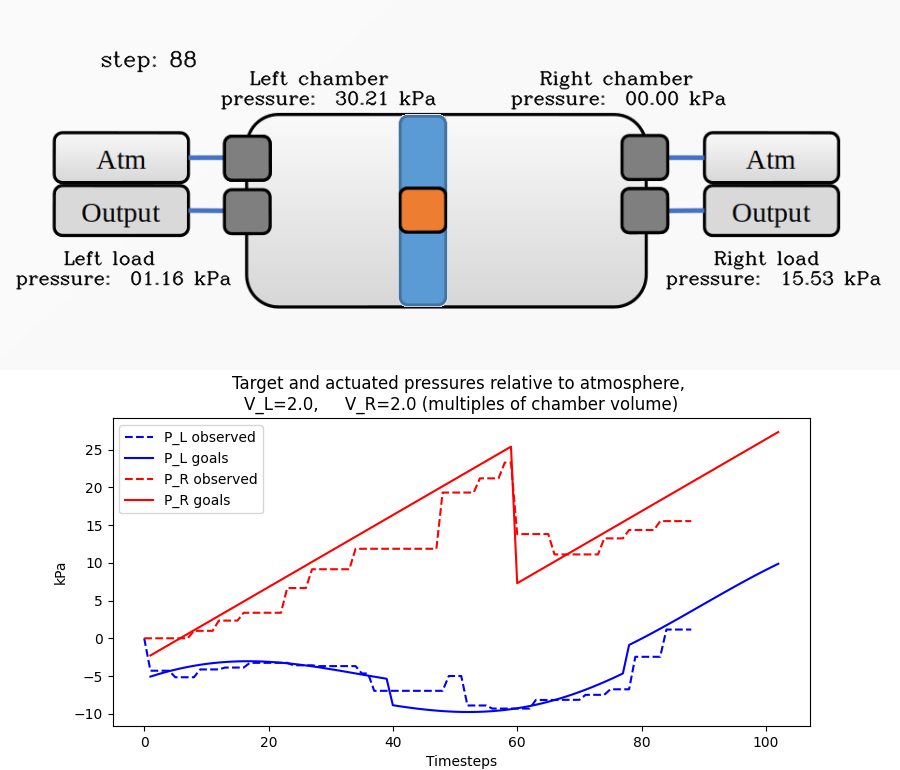 step: 88
Left chamber
pressure: 30.21 kPa
Right chamber
pressure: 00.00 kPa
Atm
Output
Atm
Output
Left load
pressure: 01.16 kPa
Right load
pressure: 15.53 kPa
Target and actuated pressures relative to atmosphere,
V_L=2.0, V_R=2.0 (multiples of chamber volume)
P_L observed
P_L goals
P_R observed
P_R goals
kPa
25
20
15
10
5
0
−5
−10
0 20 40 60 80 100
Timesteps